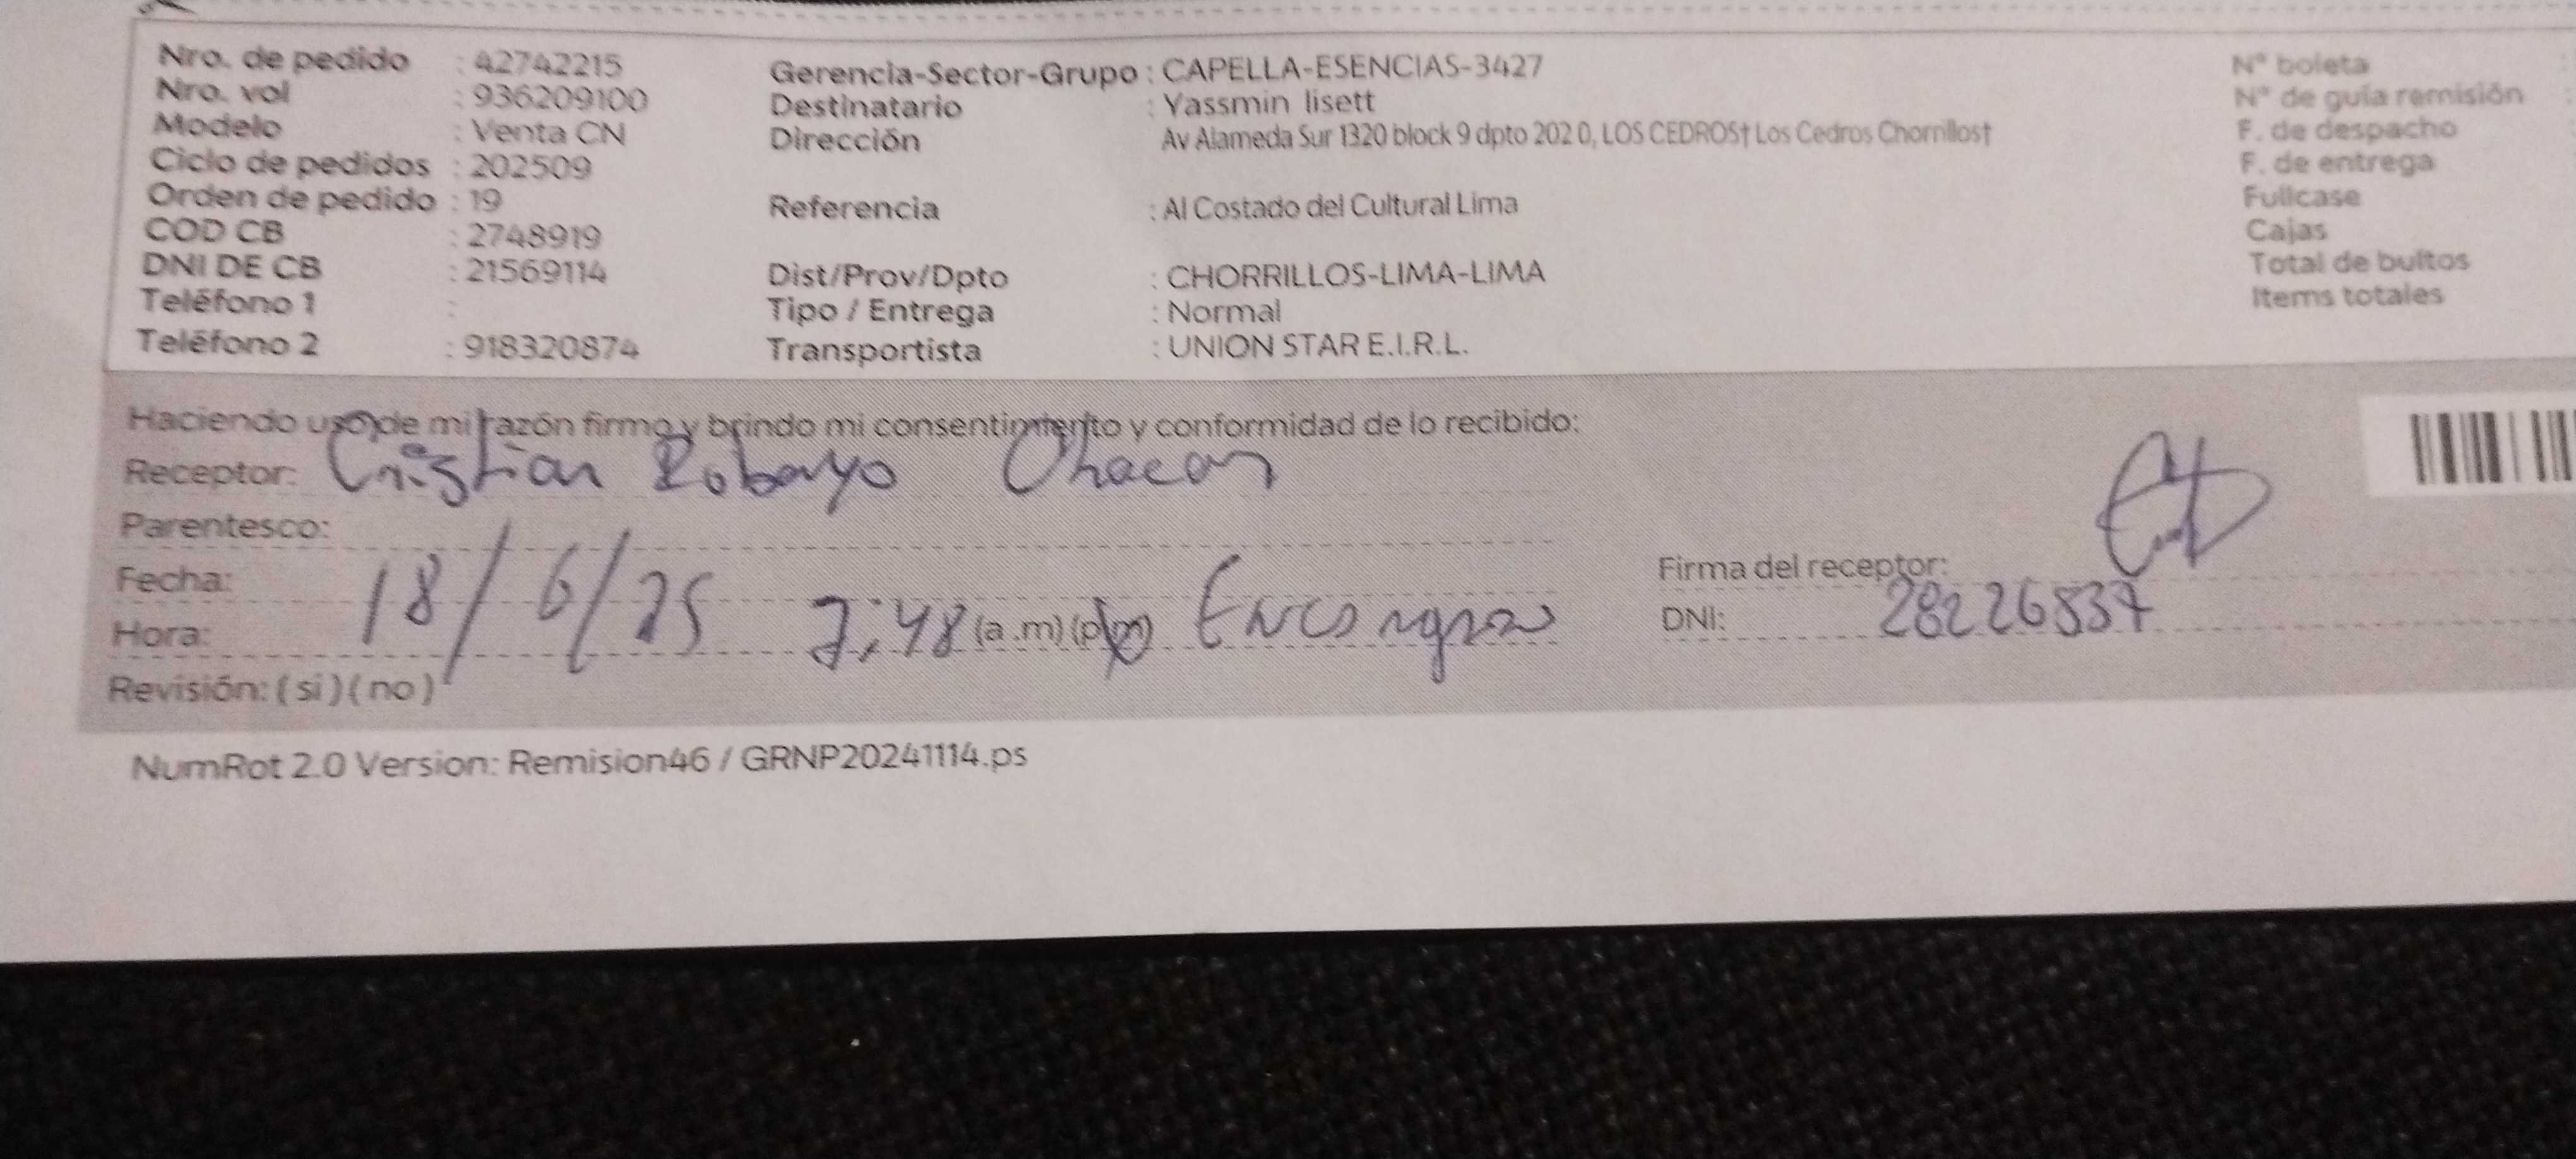 Nro. de pedido : 42742215
Nro. vol : 936209100
Modelo : Venta CN
Ciclo de pedidos : 202509
Orden de pedido : 19
COD CB : 2748919
DNI DE CB : 21569114
Teléfono 1 :
Teléfono 2 : 918320874
Gerencia-Sector-Grupo : CAPELLA-ESENCIAS-3427
Destinatario : Yassmin lisett
Dirección Av Alameda Sur 1320 block 9 dpto 202 0, LOS CEDROS† Los Cedros Chorrillos†
Referencia : Al Costado del Cultural Lima
Dist/Prov/Dpto : CHORRILLOS-LIMA-LIMA
Tipo / Entrega : Normal
Transportista : UNION STAR E.I.R.L.
N° boleta :
N° de guía remisión :
F. de despacho
F. de entrega
Fullcase
Cajas
Total de bultos
Items totales
Haciendo uso de mi razón firmo y brindo mi consentimiento y conformidad de lo recibido:
Receptor: Cristian Robayo Chacon
Parentesco:
Fecha: 18/6/25
Hora: 7:48 (a.m) (p.m)
Revisión: ( si ) ( no )
Firma del receptor:
DNI: 28226837
NumRot 2.0 Version: Remision46 / GRNP20241114.ps